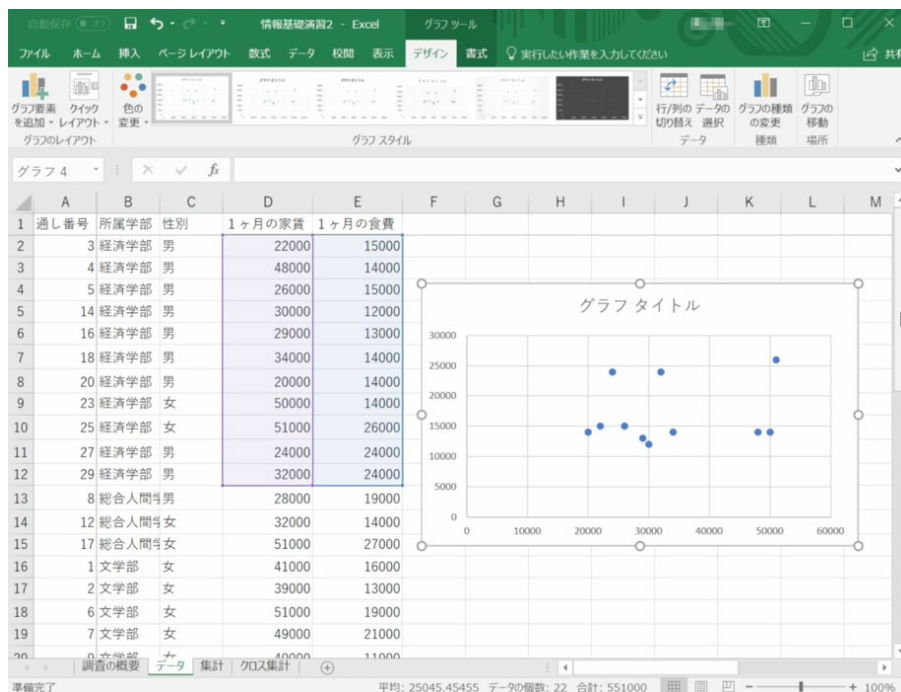 自動保存 オフ 情報基礎演習2 - Excel グラフ ツール
ファイル ホーム 挿入 ページ レイアウト 数式 データ 校閲 表示 デザイン 書式 実行したい作業を入力してください 共有
グラフ要素を追加 クイックレイアウト 色の変更 行/列の切り替え データの選択 グラフの種類の変更 グラフの移動
グラフのレイアウト グラフ スタイル データ 種類 場所
グラフ 4 fx
A B C D E F G H I J K L M
1 通し番号 所属学部 性別 1ヶ月の家賃 1ヶ月の食費
2 3 経済学部 男 22000 15000
3 4 経済学部 男 48000 14000
4 5 経済学部 男 26000 15000
5 14 経済学部 男 30000 12000
6 16 経済学部 男 29000 13000
7 18 経済学部 男 34000 14000
8 20 経済学部 男 20000 14000
9 23 経済学部 女 50000 14000
10 25 経済学部 女 51000 26000
11 27 経済学部 男 24000 24000
12 29 経済学部 男 32000 24000
13 8 総合人間学 男 28000 19000
14 12 総合人間学 女 32000 14000
15 17 総合人間学 女 51000 27000
16 1 文学部 女 41000 16000
17 2 文学部 女 39000 13000
18 6 文学部 女 51000 19000
19 7 文学部 女 49000 21000
20 9 文学部 女 40000 11000
グラフ タイトル
30000
25000
20000
15000
10000
5000
0
0 10000 20000 30000 40000 50000 60000
調査の概要 データ 集計 クロス集計
準備完了 平均: 25045.45455 データの個数: 22 合計: 551000 100%